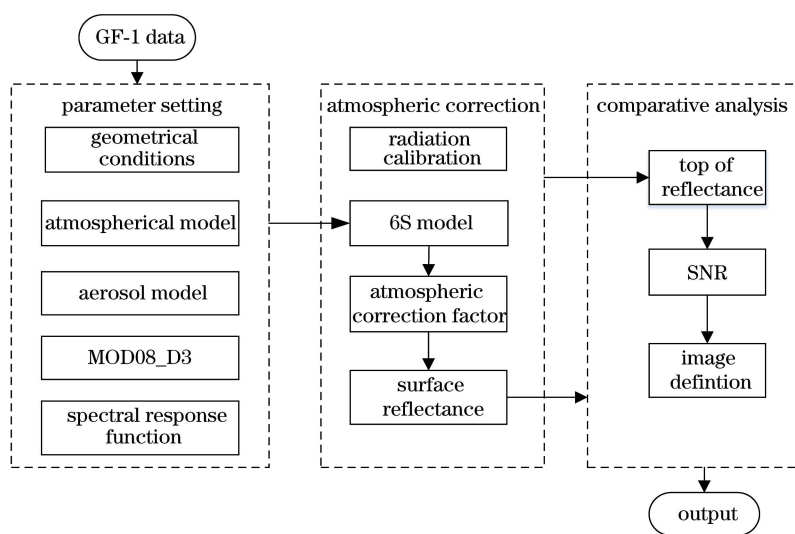 GF-1 data
parameter setting
geometrical
conditions
atmospherical model
aerosol model
MOD08_D3
spectral response
function
atmospheric correction
radiation
calibration
6S model
atmospheric
correction factor
surface
reflectance
comparative analysis
top of
reflectance
SNR
image
defintion
output